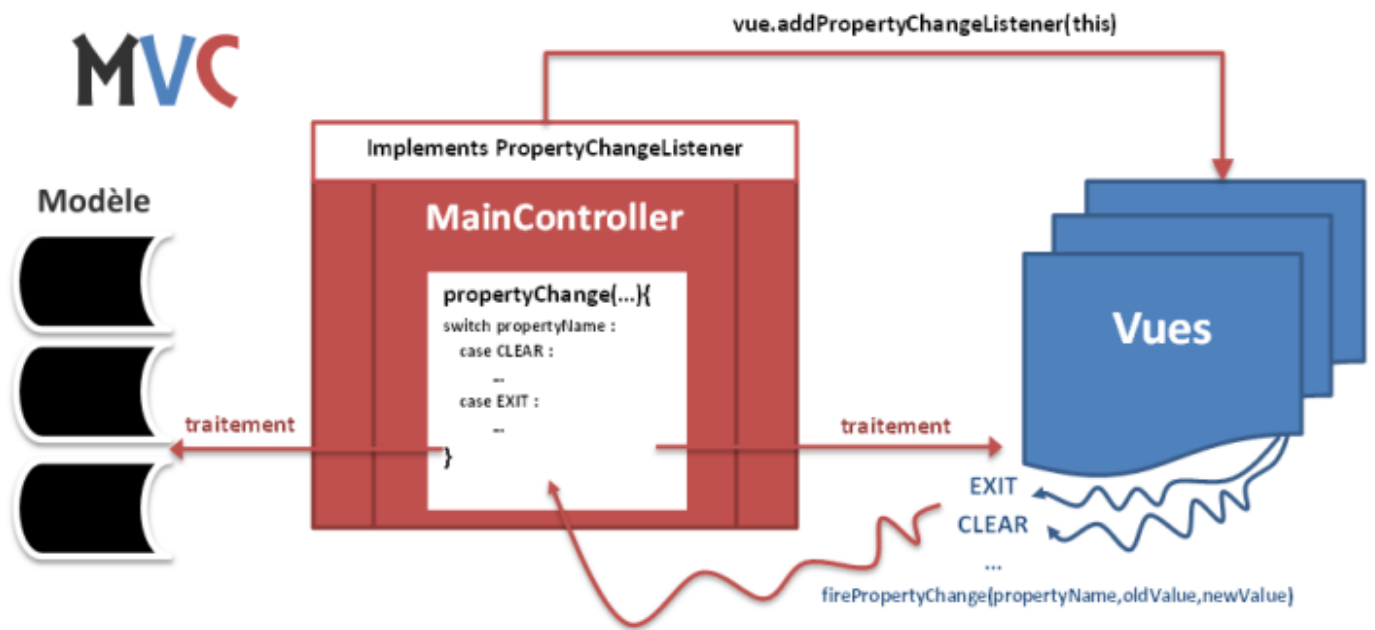 MVC
vue.addPropertyChangeListener(this)
Implements PropertyChangeListener
Modèle
MainController
propertyChange(...){
switch propertyName :
case CLEAR :
...
case EXIT :
...
}
traitement
traitement
Vues
EXIT
CLEAR
...
firePropertyChange(propertyName,oldValue,newValue)